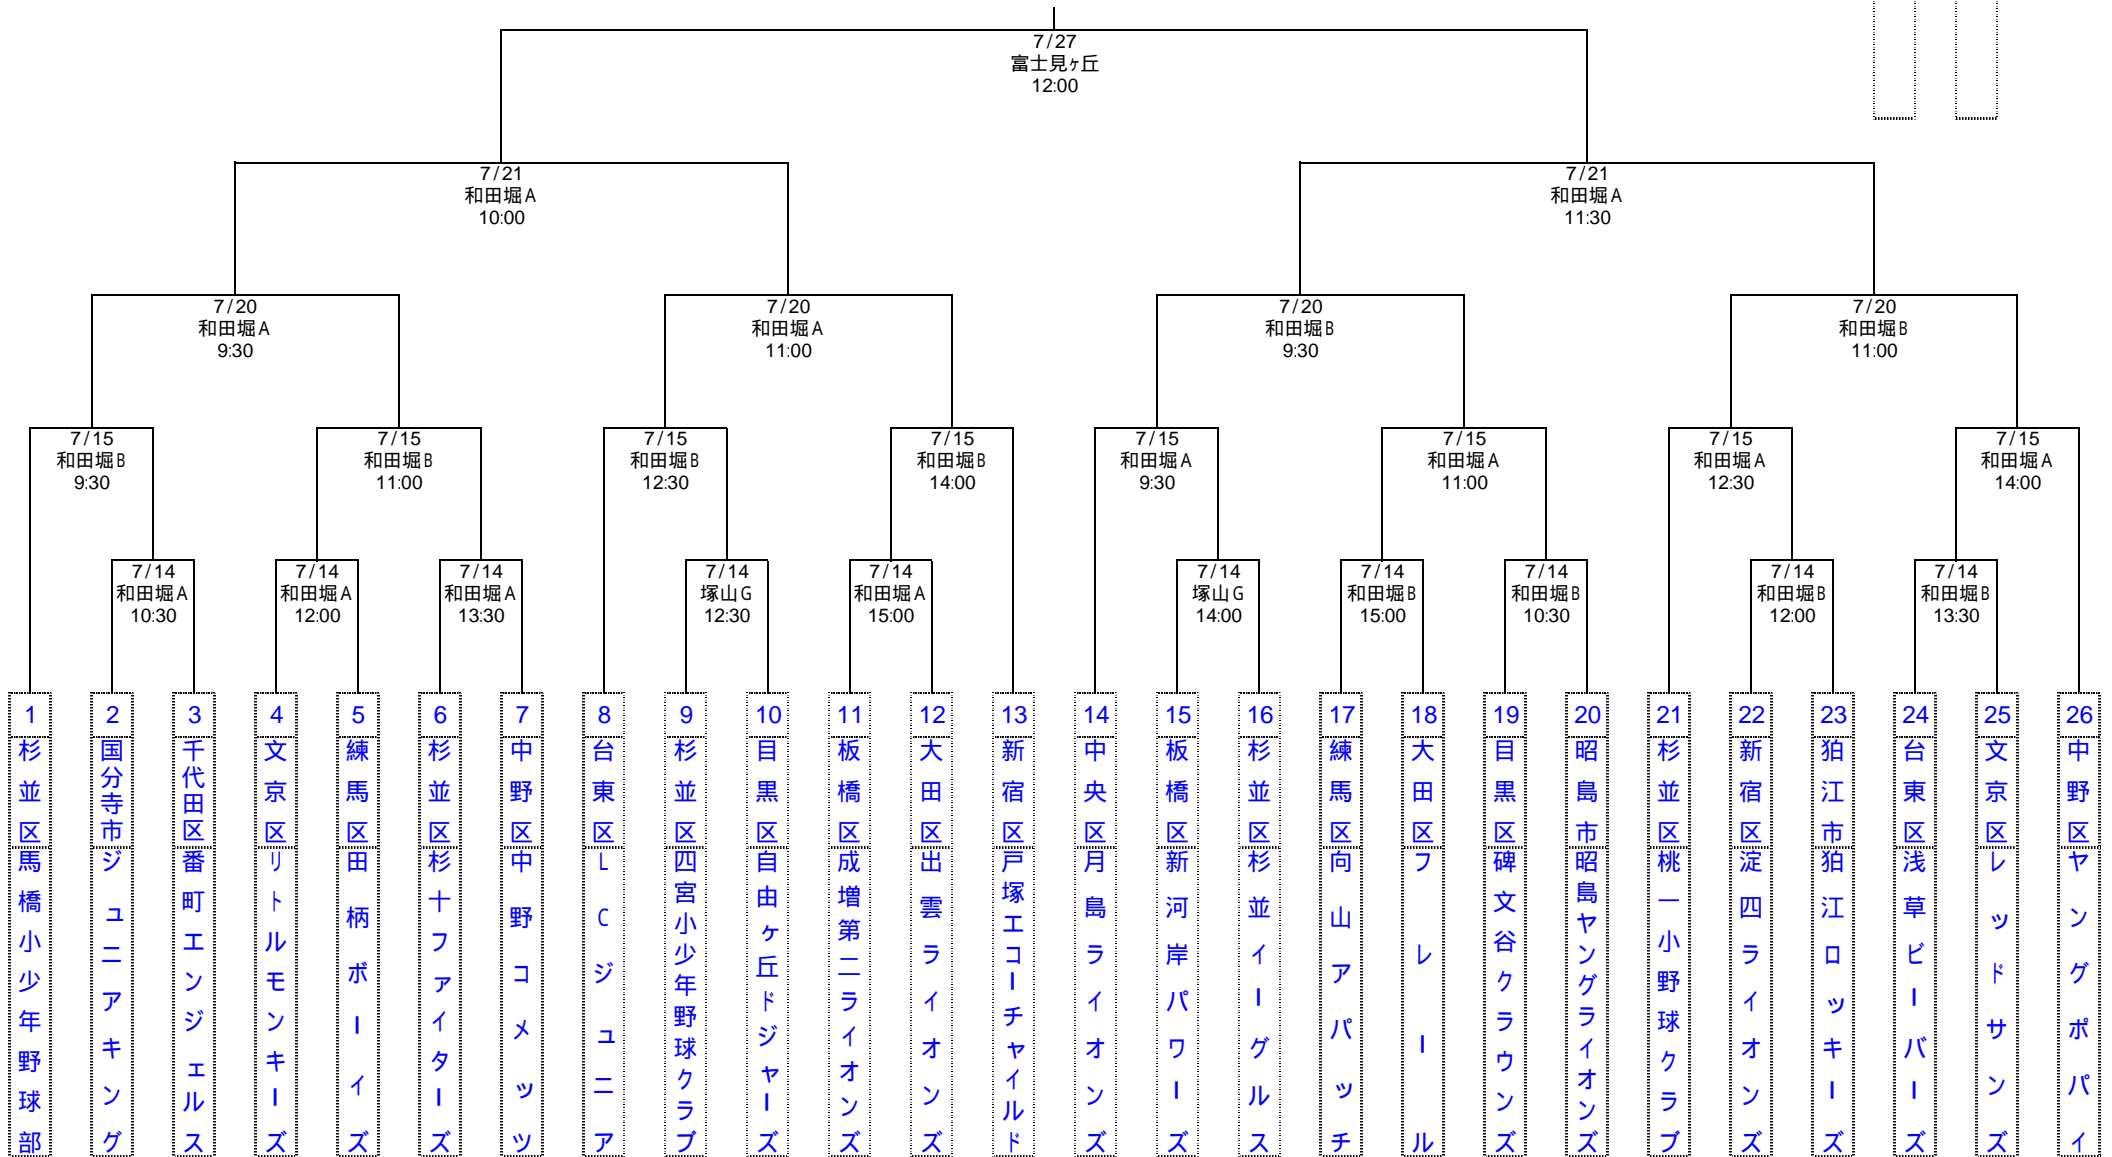 7/27
富士見ヶ丘
12:00
7/21
和田堀A
10:00
7/21
和田堀A
11:30
7/20
和田堀A
9:30
7/20
和田堀A
11:00
7/20
和田堀B
9:30
7/20
和田堀B
11:00
7/15
和田堀B
9:30
7/15
和田堀B
11:00
7/15
和田堀B
12:30
7/15
和田堀B
14:00
7/15
和田堀A
9:30
7/15
和田堀A
11:00
7/15
和田堀A
12:30
7/15
和田堀A
14:00
7/14
和田堀A
10:30
7/14
和田堀A
12:00
7/14
和田堀A
13:30
7/14
塚山G
12:30
7/14
和田堀A
15:00
7/14
塚山G
14:00
7/14
和田堀B
15:00
7/14
和田堀B
10:30
7/14
和田堀B
12:00
7/14
和田堀B
13:30
1
杉並区
馬橋小少年野球部
2
国分寺市
ジュニアキング
3
千代田区
番町エンジェルス
4
文京区
リトルモンキーズ
5
練馬区
田柄ボーイズ
6
杉並区
杉十ファイターズ
7
中野区
中野コメッツ
8
台東区
LCジュニア
9
杉並区
四宮小少年野球クラブ
10
目黒区
自由ヶ丘ドジャーズ
11
板橋区
成増第二ライオンズ
12
大田区
出雲ライオンズ
13
新宿区
戸塚エコーチャイルド
14
中央区
月島ライオンズ
15
板橋区
新河岸パワーズ
16
杉並区
杉並イーグルス
17
練馬区
向山アパッチ
18
大田区
フレール
19
目黒区
碑文谷クラウンズ
20
昭島市
昭島ヤングライオンズ
21
杉並区
桃一小野球クラブ
22
新宿区
淀四ライオンズ
23
狛江市
狛江ロッキーズ
24
台東区
浅草ビーバーズ
25
文京区
レッドサンズ
26
中野区
ヤングポパイ